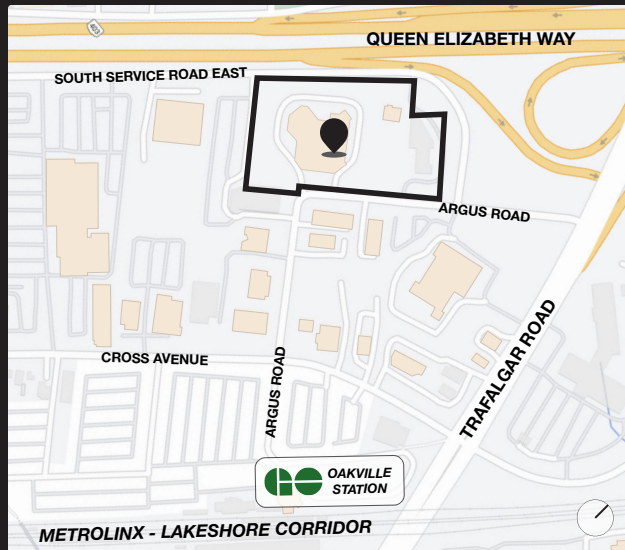 403
QUEEN ELIZABETH WAY
SOUTH SERVICE ROAD EAST
ARGUS ROAD
TRAFALGAR ROAD
CROSS AVENUE
ARGUS ROAD
GO
OAKVILLE
STATION
METROLINX - LAKESHORE CORRIDOR